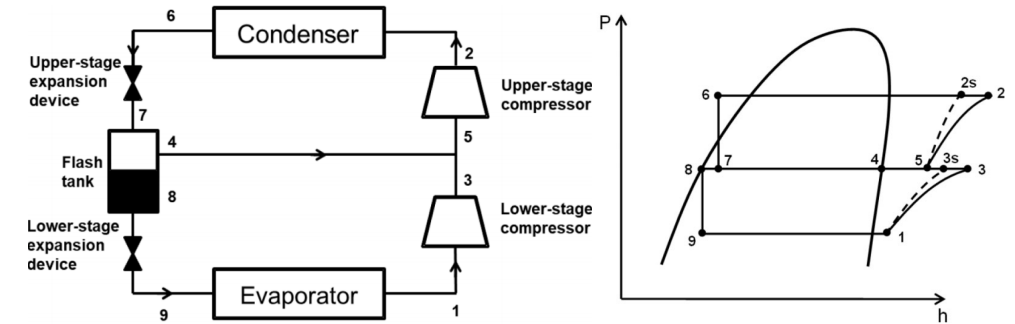 6
Condenser
2
Upper-stage
expansion
device
7
Upper-stage
compressor
4
5
Flash
tank
8
3
Lower-stage
compressor
Lower-stage
expansion
device
9
Evaporator
1
P
6
2s
2
8
7
4
5
3s
3
9
1
h